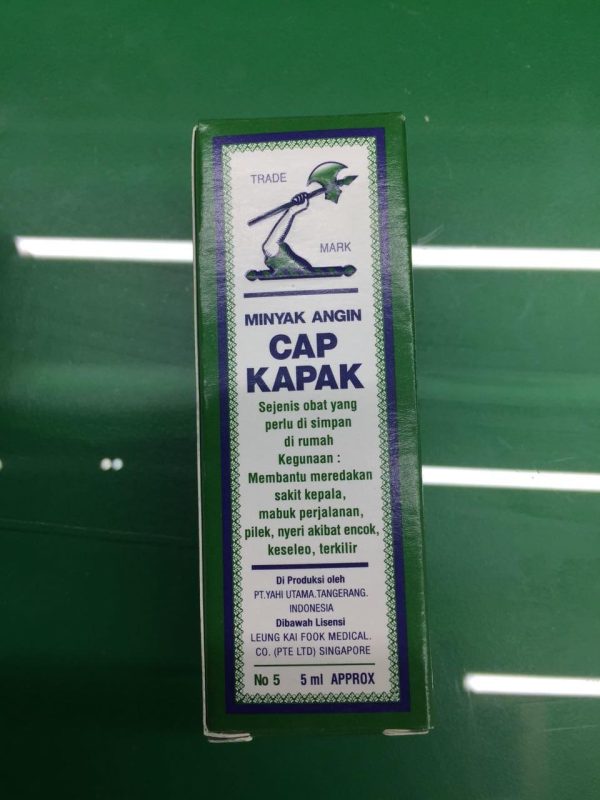 TRADE
MARK
MINYAK ANGIN
CAP
KAPAK
Sejenis obat yang
perlu di simpan
di rumah
Kegunaan :
Membantu meredakan
sakit kepala,
mabuk perjalanan,
pilek, nyeri akibat encok,
keseleo, terkilir
Di Produksi oleh
PT.YAHI UTAMA.TANGERANG.
INDONESIA
Dibawah Lisensi
LEUNG KAI FOOK MEDICAL.
CO. (PTE LTD) SINGAPORE
No 5 5 ml APPROX